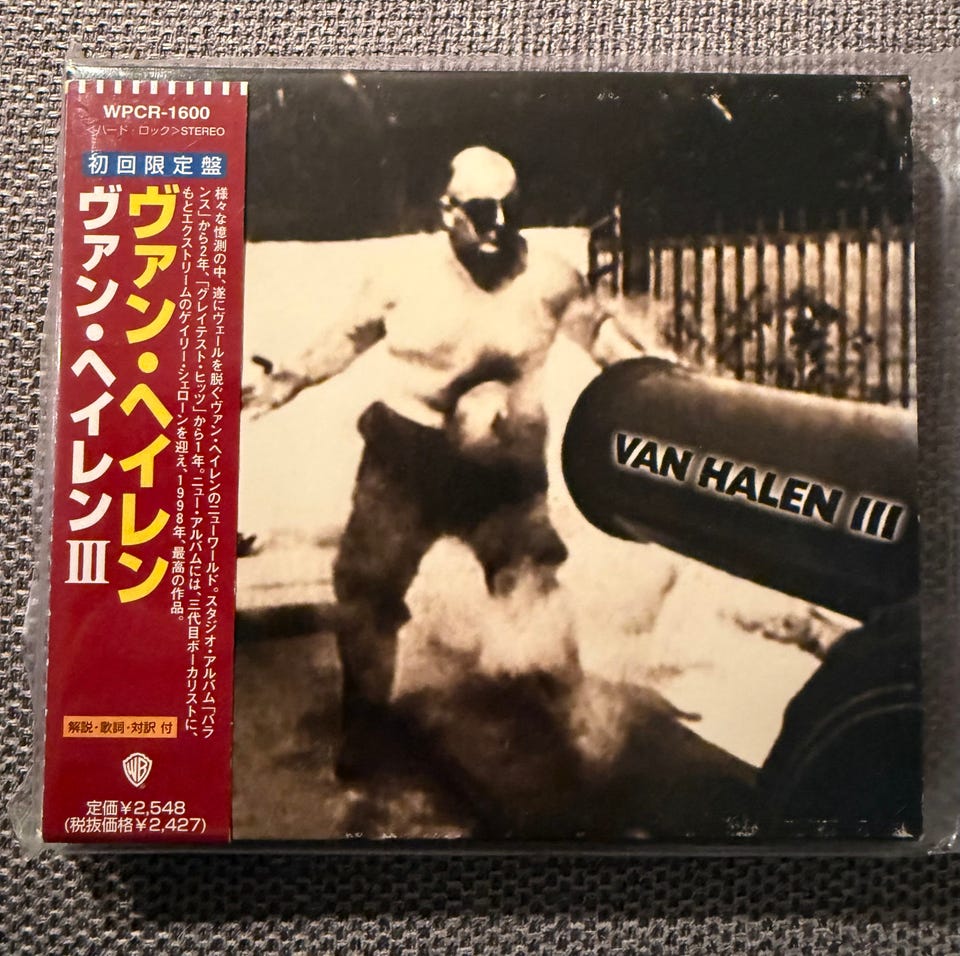 WPCR-1600
<ハード・ロック>STEREO
初回限定盤
様々な憶測の中、遂にヴェールを脱ぐヴァン・ヘイレンのニューワールド。スタジオ・アルバム「バラ
ンス」から2年、「グレイテスト・ヒッツ」から1年。ニュー・アルバムには、三代目ボーカリストに、
もとエクストリームのゲイリー・シェローンを迎え、1998年、最高の作品。
ヴァン・ヘイレン
ヴァン・ヘイレンIII
解説・歌詞・対訳 付
WB
定価¥2,548
(税抜価格¥2,427)
VAN HALEN III